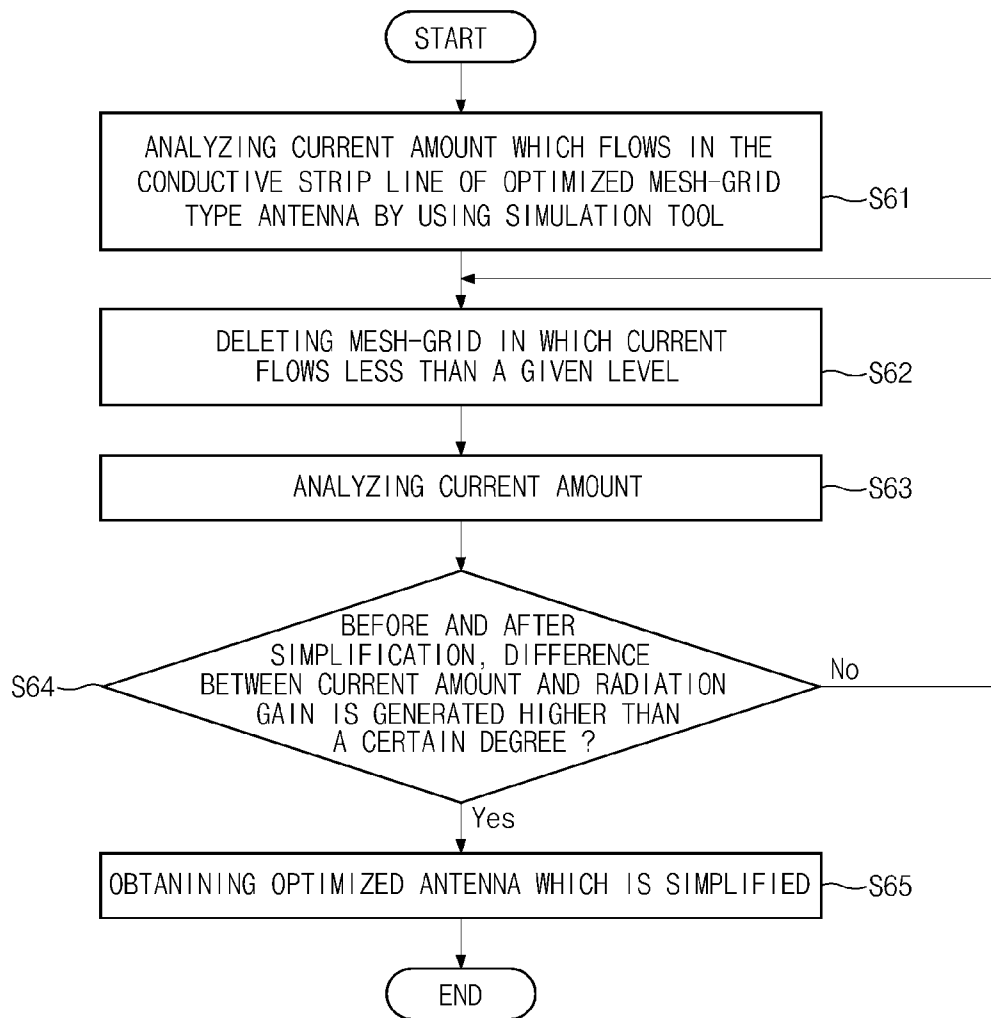 START
ANALYZING CURRENT AMOUNT WHICH FLOWS IN THE
CONDUCTIVE STRIP LINE OF OPTIMIZED MESH-GRID
TYPE ANTENNA BY USING SIMULATION TOOL
S61
DELETING MESH-GRID IN WHICH CURRENT
FLOWS LESS THAN A GIVEN LEVEL
S62
ANALYZING CURRENT AMOUNT
S63
BEFORE AND AFTER
SIMPLIFICATION, DIFFERENCE
BETWEEN CURRENT AMOUNT AND RADIATION
GAIN IS GENERATED HIGHER THAN
A CERTAIN DEGREE ?
S64
No
Yes
OBTANINING OPTIMIZED ANTENNA WHICH IS SIMPLIFIED
S65
END